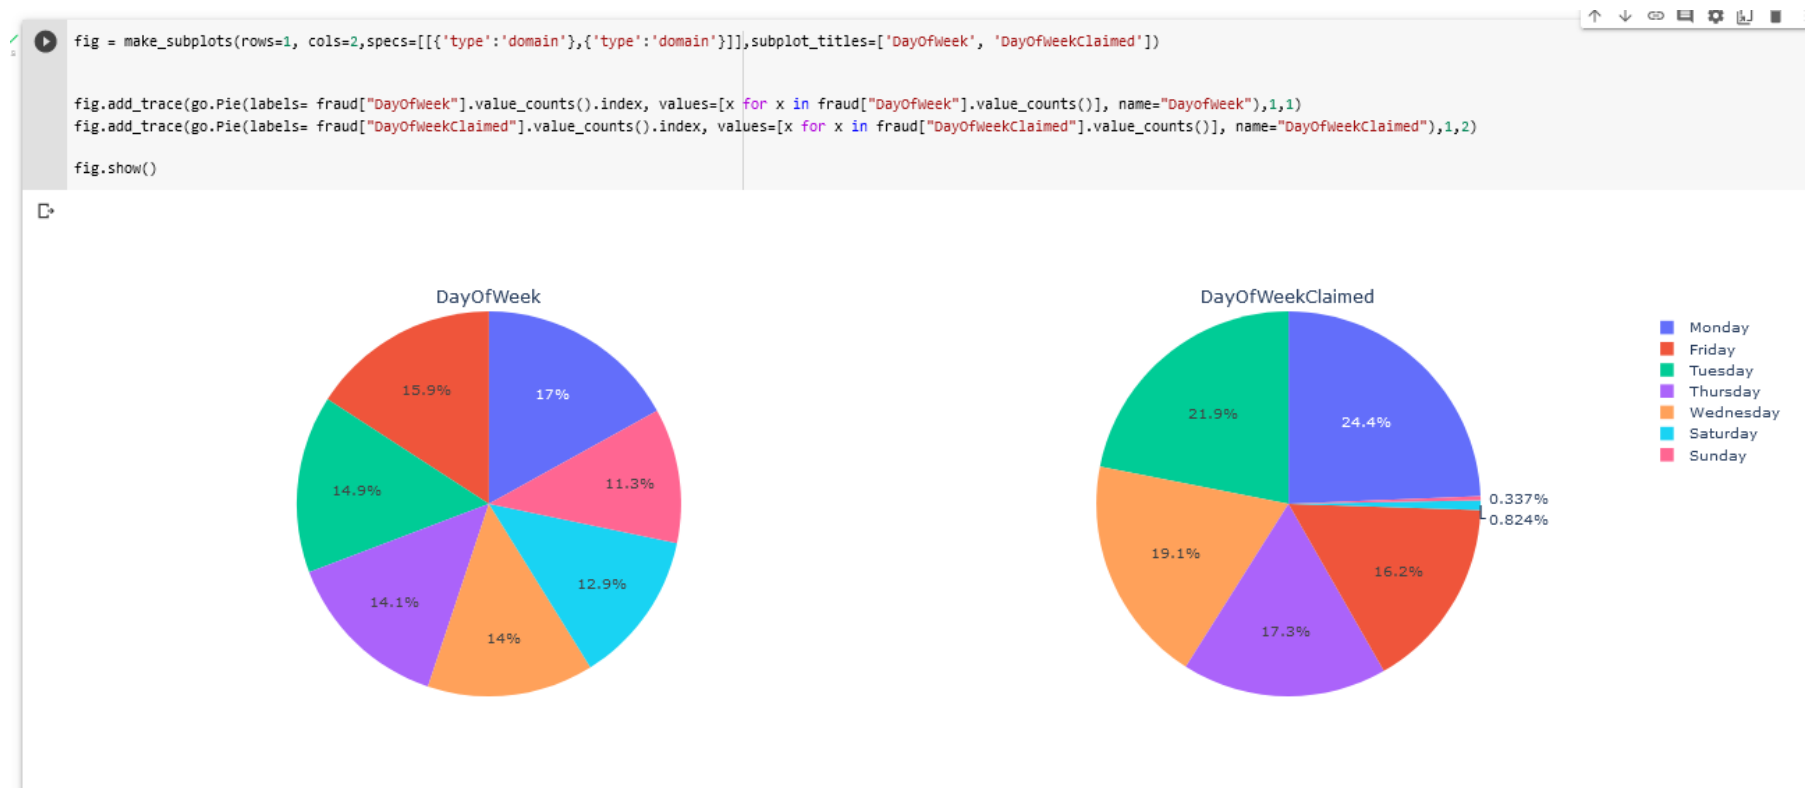 fig = make_subplots(rows=1, cols=2,specs=[[{'type':'domain'},{'type':'domain'}]],subplot_titles=['DayOfWeek', 'DayOfWeekClaimed'])
fig.add_trace(go.Pie(labels= fraud["DayOfWeek"].value_counts().index, values=[x for x in fraud["DayOfWeek"].value_counts()], name="DayofWeek"),1,1)
fig.add_trace(go.Pie(labels= fraud["DayOfWeekClaimed"].value_counts().index, values=[x for x in fraud["DayOfWeekClaimed"].value_counts()], name="DayOfWeekClaimed"),1,2)
fig.show()
DayOfWeek
15.9%
17%
11.3%
14.9%
12.9%
14.1%
14%
DayOfWeekClaimed
21.9%
24.4%
0.337%
0.824%
19.1%
16.2%
17.3%
Monday
Friday
Tuesday
Thursday
Wednesday
Saturday
Sunday